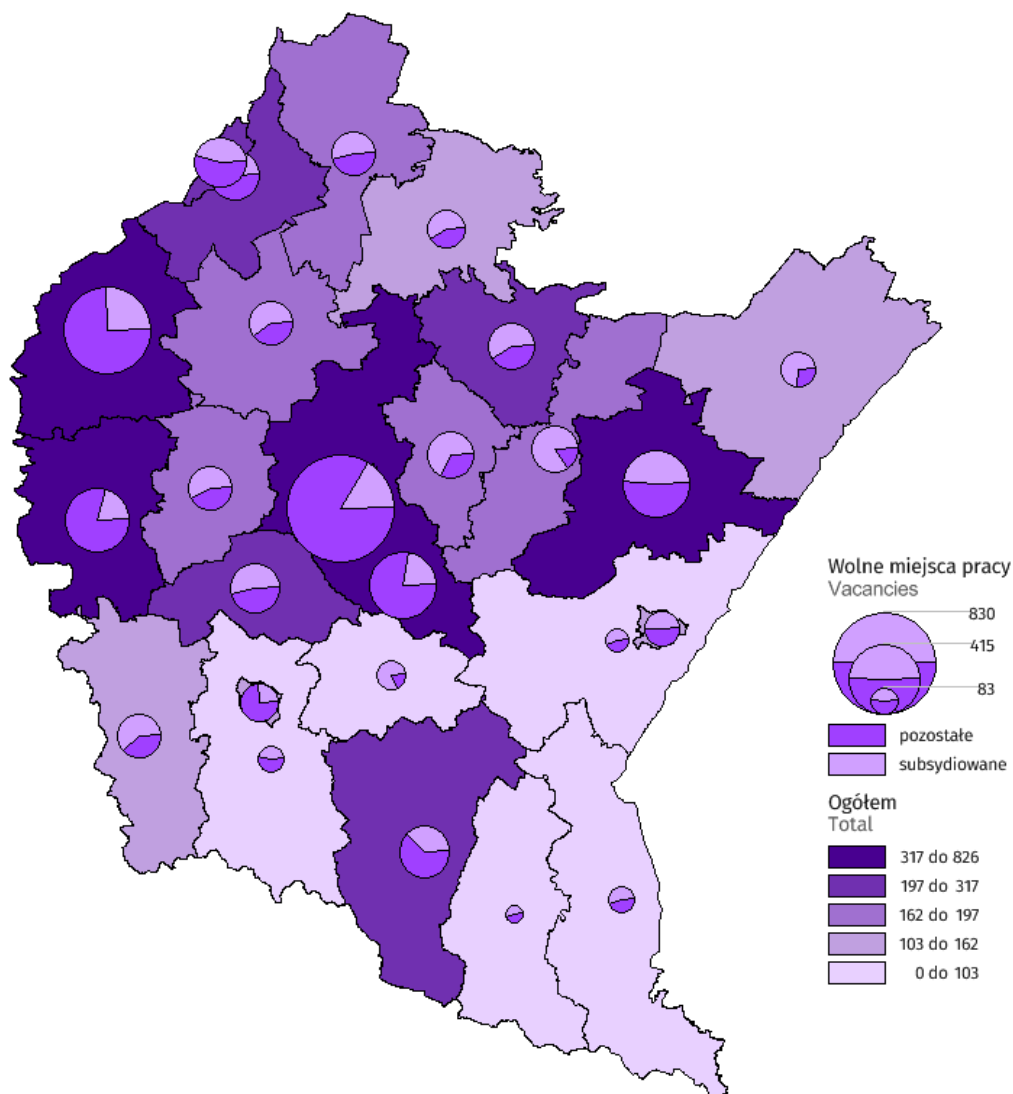 Wolne miejsca pracy
Vacancies
830
415
83
pozostałe
subsydiowane
Ogółem
Total
317 do 826
197 do 317
162 do 197
103 do 162
0 do 103